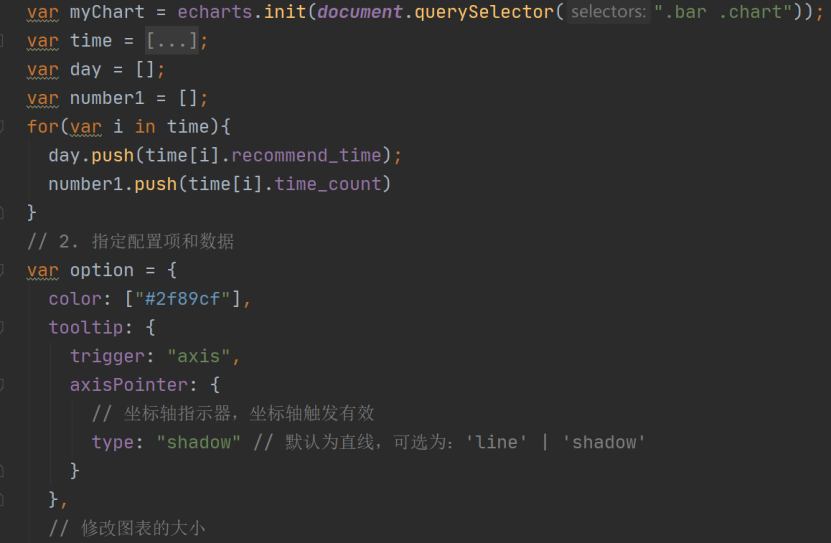 var myChart = echarts.init(document.querySelector( selectors: ".bar .chart"));
var time = [...];
var day = [];
var number1 = [];
for(var i in time){
  day.push(time[i].recommend_time);
  number1.push(time[i].time_count)
}
// 2. 指定配置项和数据
var option = {
  color: ["#2f89cf"],
  tooltip: {
    trigger: "axis",
    axisPointer: {
      // 坐标轴指示器，坐标轴触发有效
      type: "shadow" // 默认为直线，可选为：'line' | 'shadow'
    }
  },
  // 修改图表的大小